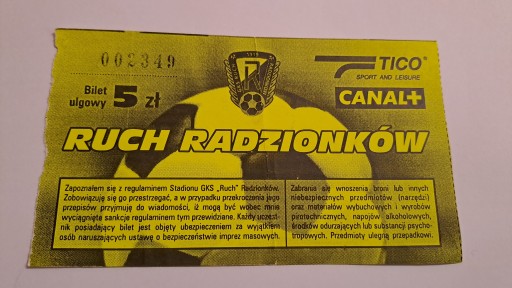 002349
Bilet
ulgowy 5 zł
TICO®
SPORT AND LEISURE
CANAL+
RUCH RADZIONKÓW
Zapoznałem się z regulaminem Stadionu GKS „Ruch” Radzionków.
Zobowiązuję się go przestrzegać, a w przypadku przekroczenia jego
przepisów przyjmuję do wiadomości, iż mogą być wobec mnie
wyciągnięte sankcje regulaminem tym przewidziane. Każdy uczest-
nik posiadający bilet jest objęty ubezpieczeniem za wyjątkiem
osób naruszających ustawę o bezpieczeństwie imprez masowych.
Zabrania się wnoszenia broni lub innych
niebezpiecznych przedmiotów (narzędzi)
oraz materiałów wybuchowych i wyrobów
pirotechnicznych, napojów alkoholowych,
środków odurzających lub substancji psycho-
tropowych. Przedmioty ulegną przepadkowi.